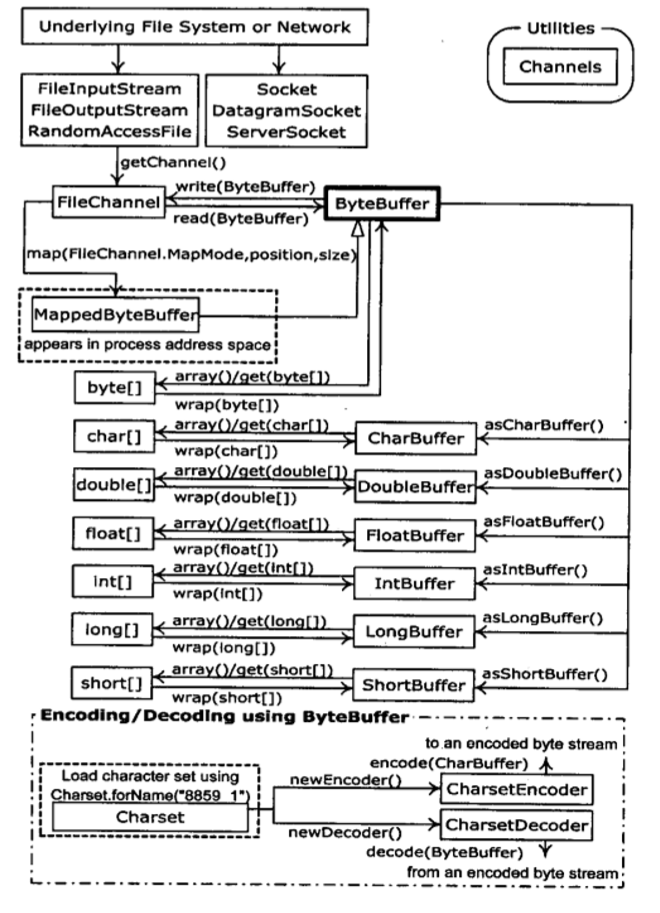 Underlying File System or Network
Utilities
Channels
FileInputStream
FileOutputStream
RandomAccessFile
Socket
DatagramSocket
ServerSocket
getChannel()
FileChannel
write(ByteBuffer)
read(ByteBuffer)
ByteBuffer
map(FileChannel.MapMode,position,size)
MappedByteBuffer
appears in process address space
byte[]
array()/get(byte[])
wrap(byte[])
char[]
array()/get(char[])
wrap(char[])
CharBuffer
asCharBuffer()
double[]
array()/get(double[])
wrap(double[])
DoubleBuffer
asDoubleBuffer()
float[]
array()/get(float[])
wrap(float[])
FloatBuffer
asFloatBuffer()
int[]
array()/get(int[])
wrap(int[])
IntBuffer
asIntBuffer()
long[]
array()/get(long[])
wrap(long[])
LongBuffer
asLongBuffer()
short[]
array()/get(short[])
wrap(short[])
ShortBuffer
asShortBuffer()
Encoding/Decoding using ByteBuffer
to an encoded byte stream
encode(CharBuffer)
Load character set using
Charset.forName("8859_1")
Charset
newEncoder()
CharsetEncoder
newDecoder()
CharsetDecoder
decode(ByteBuffer)
from an encoded byte stream